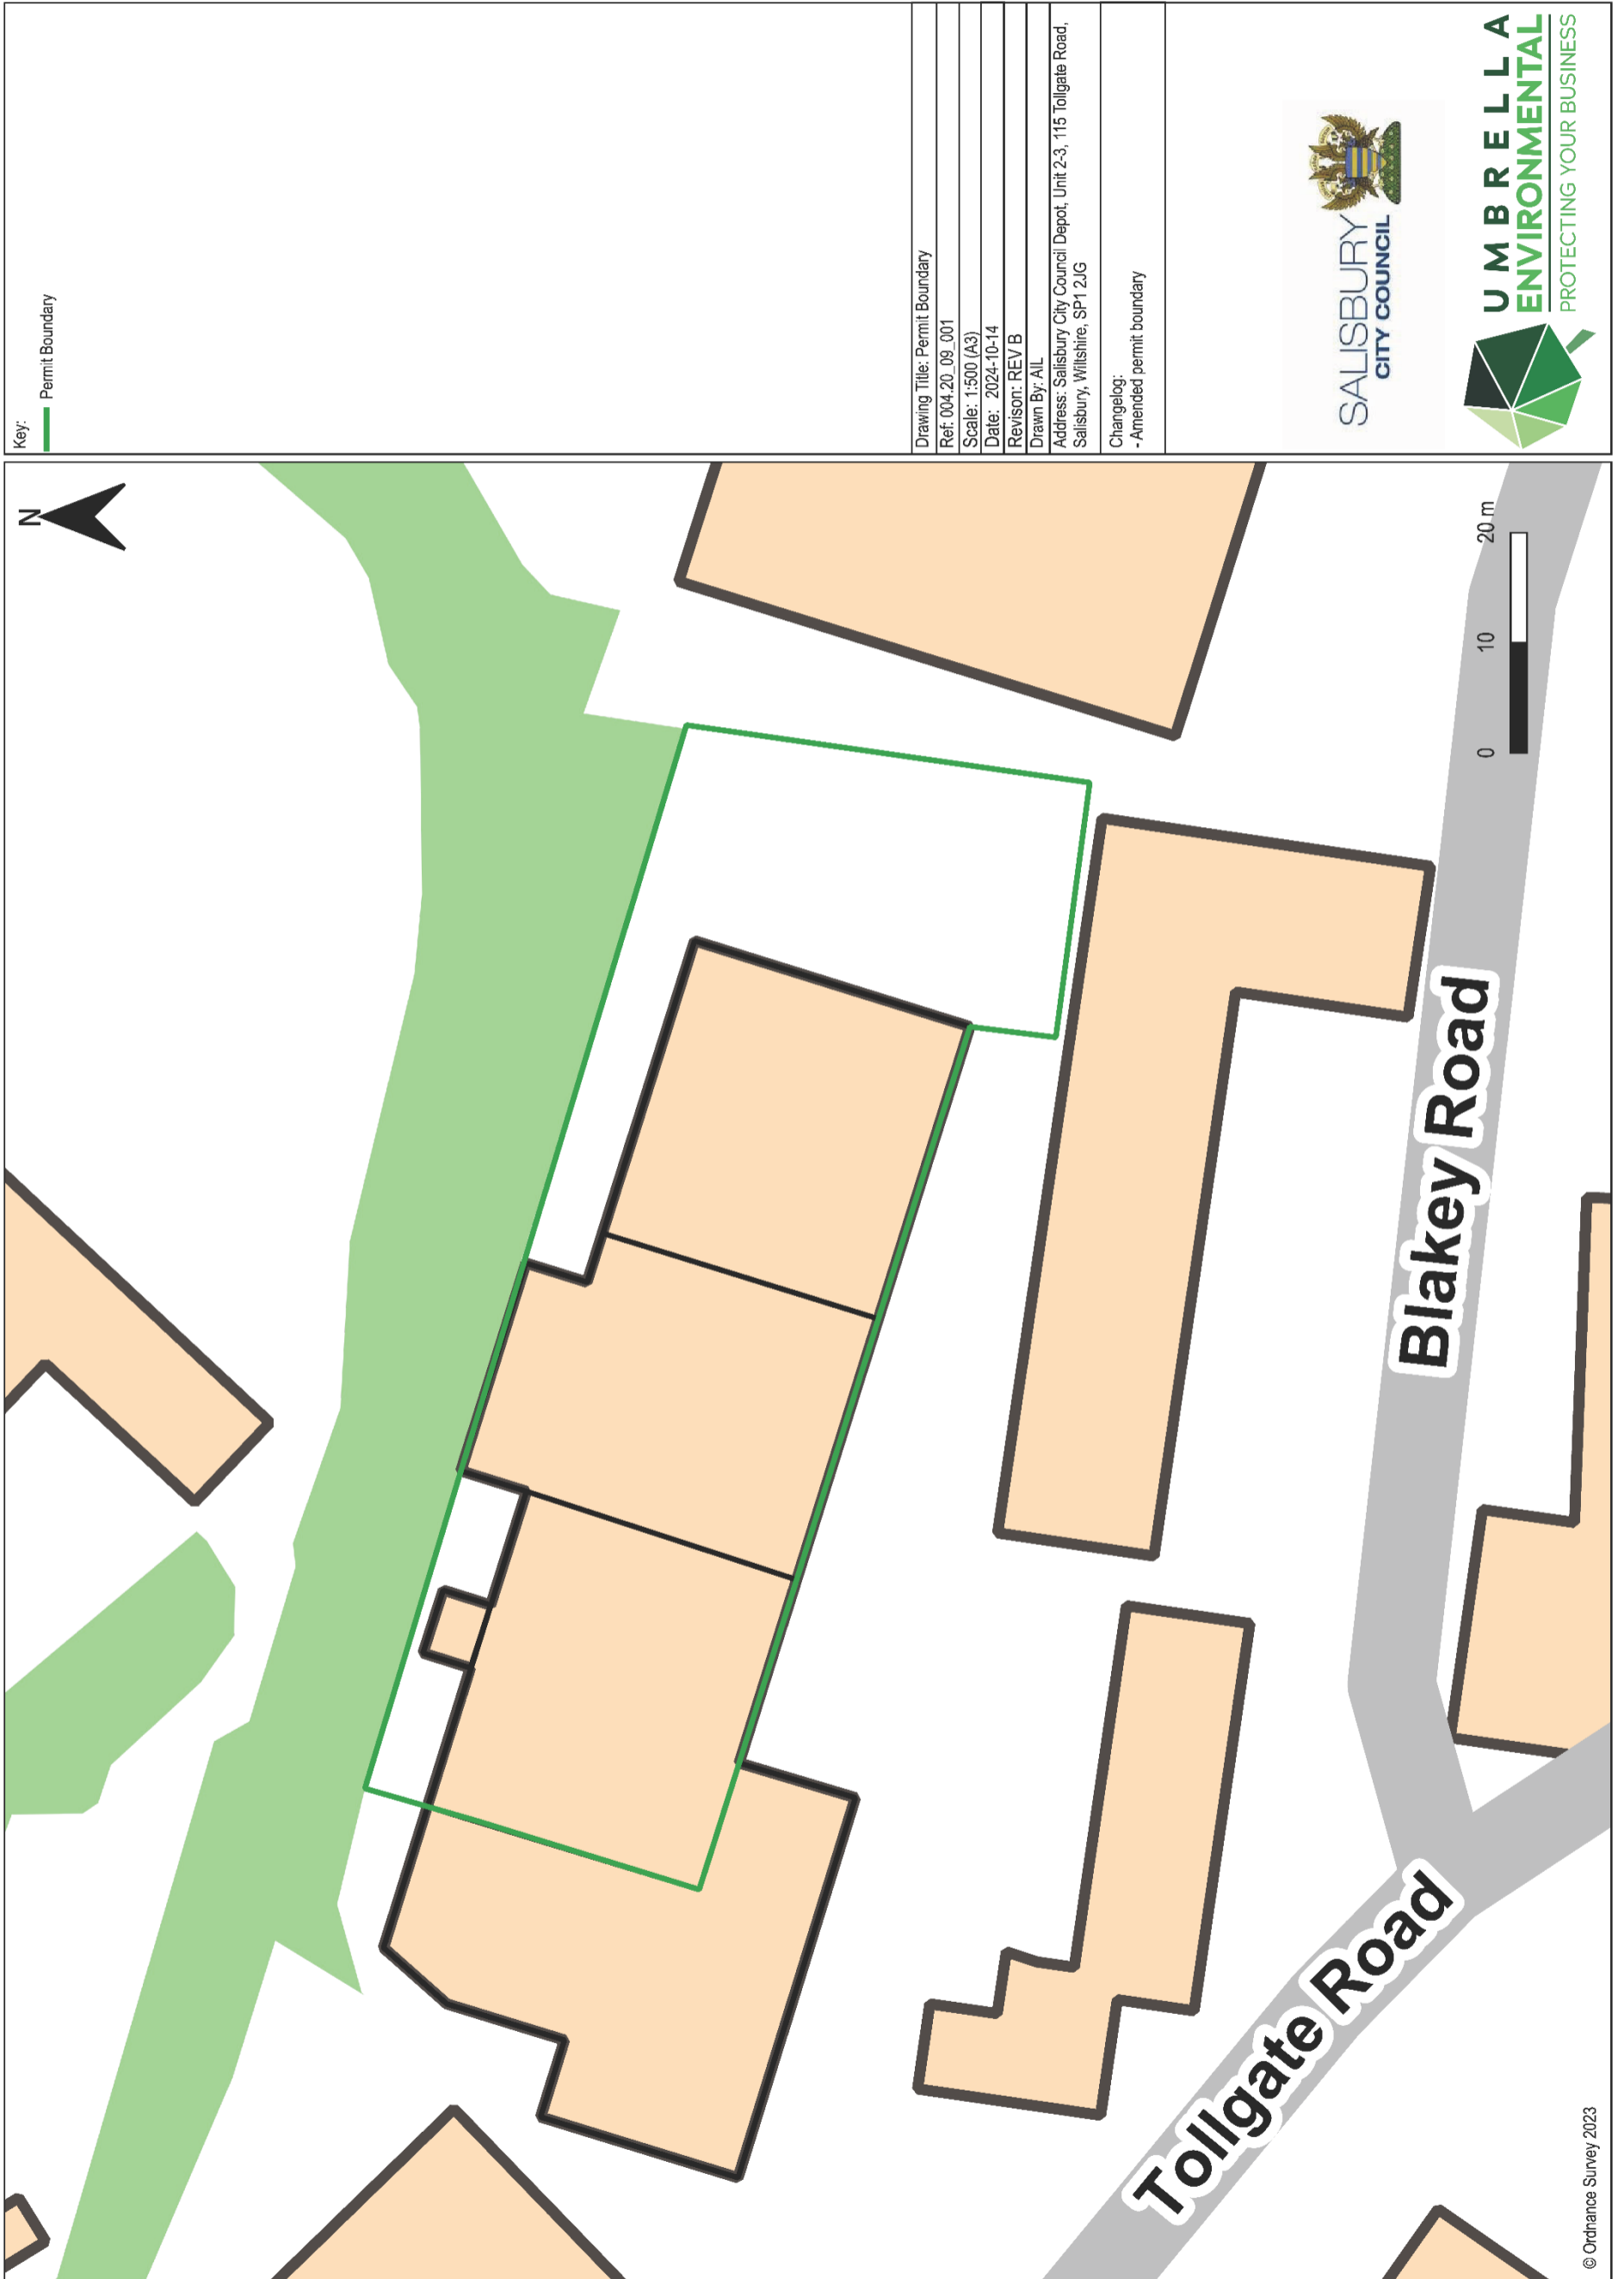 N
Tollgate Road
Blakey Road
0 10 20 m
© Ordnance Survey 2023
Key:
Permit Boundary
Drawing Title: Permit Boundary
Ref: 004.20_09_001
Scale: 1:500 (A3)
Date: 2024-10-14
Revison: REV B
Drawn By: AIL
Address: Salisbury City Council Depot, Unit 2-3, 115 Tollgate Road,
Salisbury, Wiltshire, SP1 2JG
Changelog:
- Amended permit boundary
SALISBURY
CITY COUNCIL
UMBRELLA
ENVIRONMENTAL
PROTECTING YOUR BUSINESS